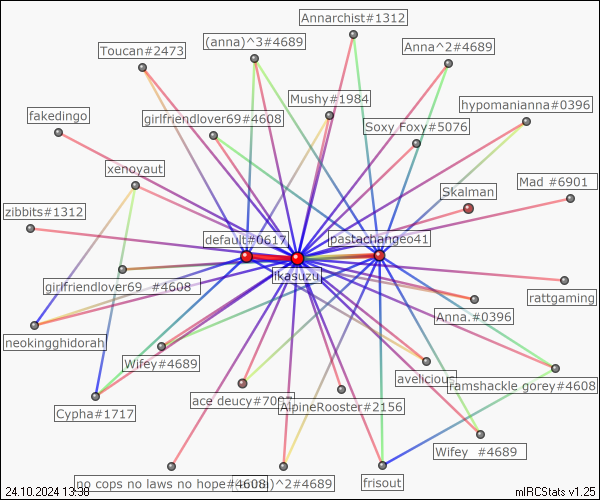 Annarchist#1312
(anna)^3#4689
Anna^2#4689
Toucan#2473
Mushy#1984
hypomanianna#0396
fakedingo
girlfriendlover69#4608
Soxy Foxy#5076
xenoyaut
Mad #6901
Skalman
zibbits#1312
default#0617
pastachangeo41
ikasuzu
girlfriendlover69 #4608
rattgaming
Anna.#0396
neokingghidorah
Wifey#4689
avelicious
ramshackle gorey#4608
ace deucy#7097
AlpineRooster#2156
Cypha#1717
Wifey #4689
no cops no laws no hope #4608
)^2#4689
frisout
24.10.2024 13:38
mIRCStats v1.25